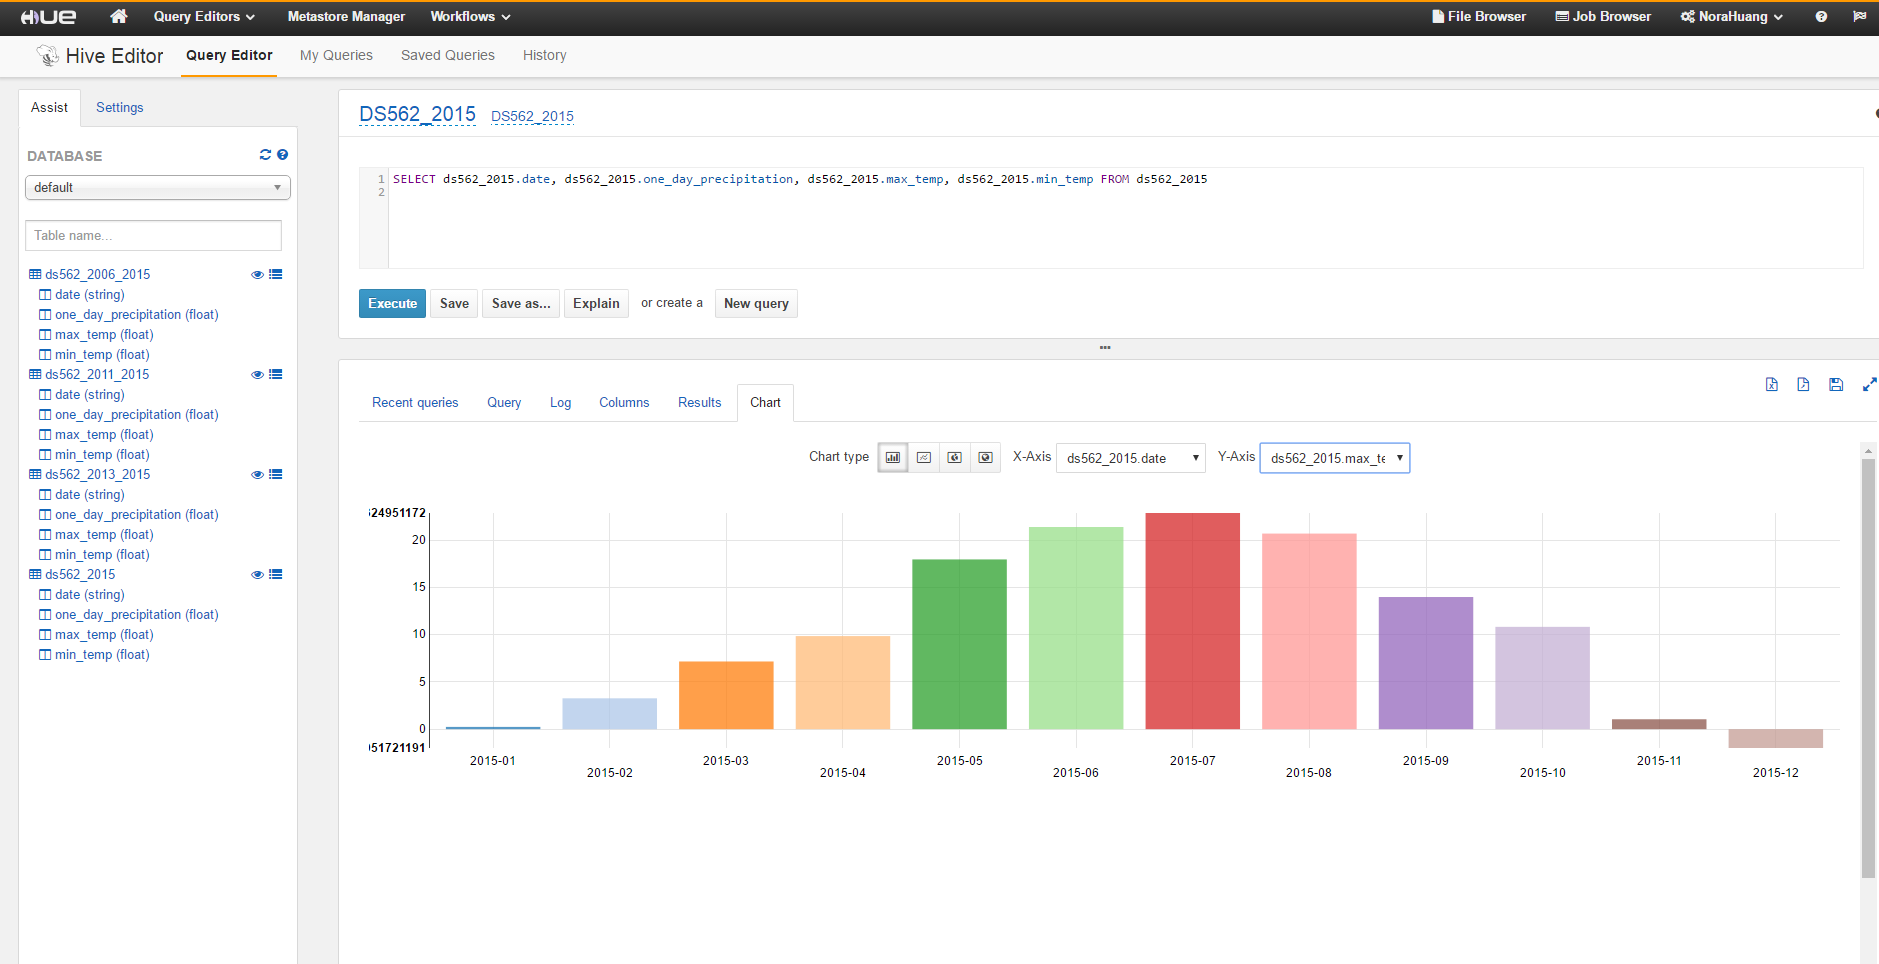 HUE Query Editors Metastore Manager Workflows File Browser Job Browser NoraHuang
Hive Editor Query Editor My Queries Saved Queries History
Assist Settings
DATABASE
default
Table name...
ds562_2006_2015
date (string)
one_day_precipitation (float)
max_temp (float)
min_temp (float)
ds562_2011_2015
date (string)
one_day_precipitation (float)
max_temp (float)
min_temp (float)
ds562_2013_2015
date (string)
one_day_precipitation (float)
max_temp (float)
min_temp (float)
ds562_2015
date (string)
one_day_precipitation (float)
max_temp (float)
min_temp (float)
DS562_2015 DS562_2015
1 SELECT ds562_2015.date, ds562_2015.one_day_precipitation, ds562_2015.max_temp, ds562_2015.min_temp FROM ds562_2015
2
Execute Save Save as... Explain or create a New query
Recent queries Query Log Columns Results Chart
Chart type X-Axis ds562_2015.date Y-Axis ds562_2015.max_te
624951172
20
15
10
5
0
951721191
2015-01 2015-03 2015-05 2015-07 2015-09 2015-11
2015-02 2015-04 2015-06 2015-08 2015-10 2015-12